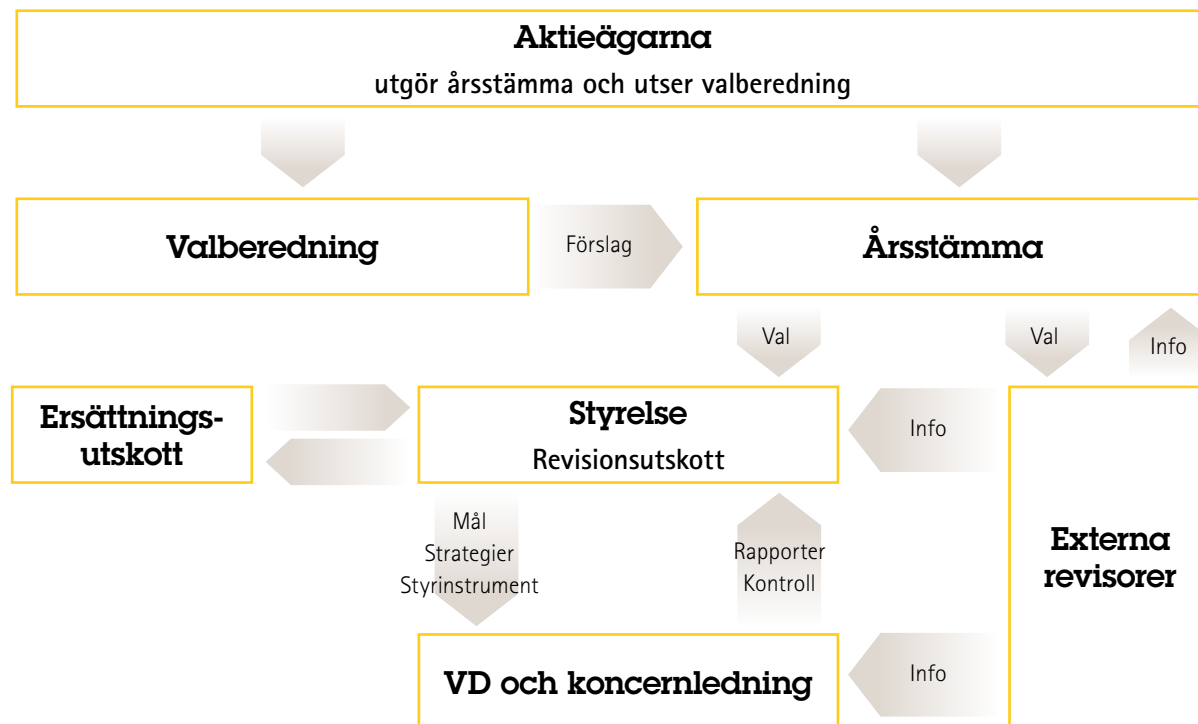 Aktieägarna
utgör årsstämma och utser valberedning
Valberedning
Förslag
Årsstämma
Val
Val
Info
Ersättnings-
utskott
Styrelse
Revisionsutskott
Info
Mål
Strategier
Styrinstrument
Rapporter
Kontroll
Externa
revisorer
VD och koncernledning
Info